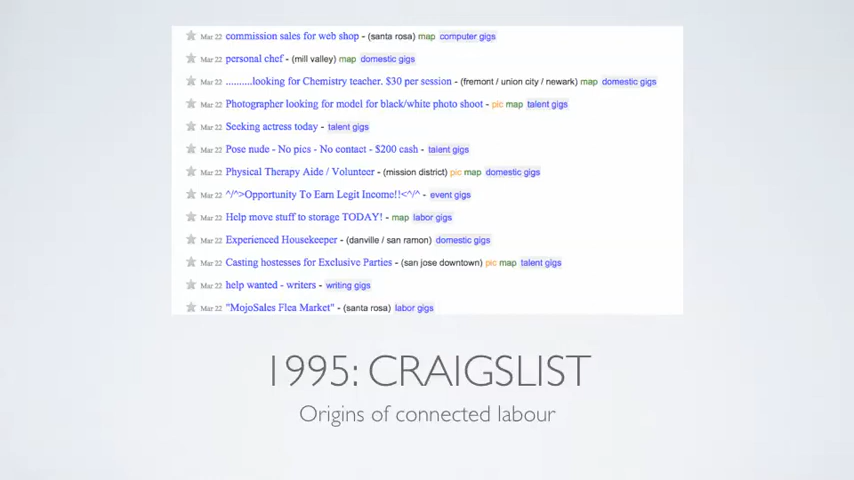 Mar 22 commission sales for web shop - (santa rosa) map computer gigs
Mar 22 personal chef - (mill valley) map domestic gigs
Mar 22 ..........looking for Chemistry teacher. $30 per session - (fremont / union city / newark) map domestic gigs
Mar 22 Photographer looking for model for black/white photo shoot - pic map talent gigs
Mar 22 Seeking actress today - talent gigs
Mar 22 Pose nude - No pics - No contact - $200 cash - talent gigs
Mar 22 Physical Therapy Aide / Volunteer - (mission district) pic map domestic gigs
Mar 22 ^/^>Opportunity To Earn Legit Income!!<^/^ - event gigs
Mar 22 Help move stuff to storage TODAY! - map labor gigs
Mar 22 Experienced Housekeeper - (danville / san ramon) domestic gigs
Mar 22 Casting hostesses for Exclusive Parties - (san jose downtown) pic map talent gigs
Mar 22 help wanted - writers - writing gigs
Mar 22 "MojoSales Flea Market" - (santa rosa) labor gigs
1995: CRAIGSLIST
Origins of connected labour